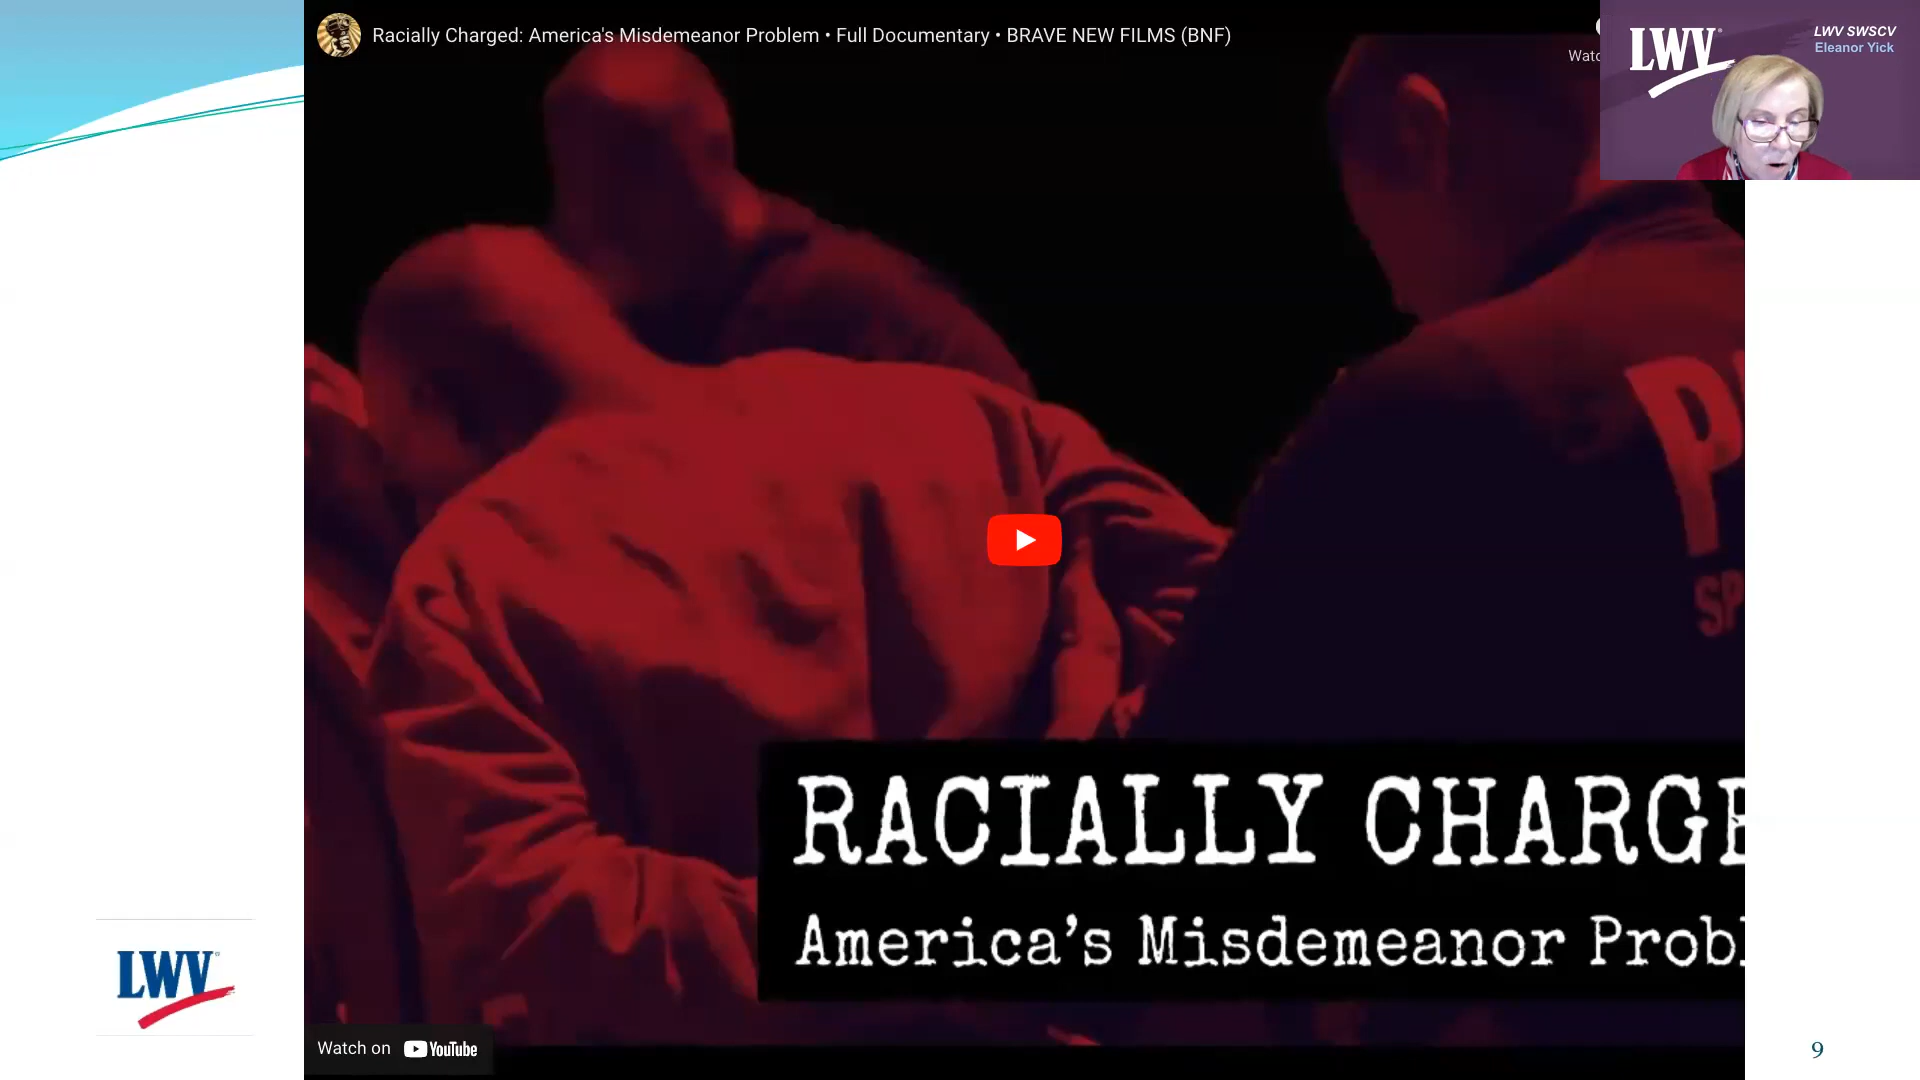 Racially Charged: America's Misdemeanor Problem • Full Documentary • BRAVE NEW FILMS (BNF)
LWV
LWV SWSCV
Eleanor Yick
RACIALLY CHARGE
America's Misdemeanor Prob
LWV
Watch on YouTube
9